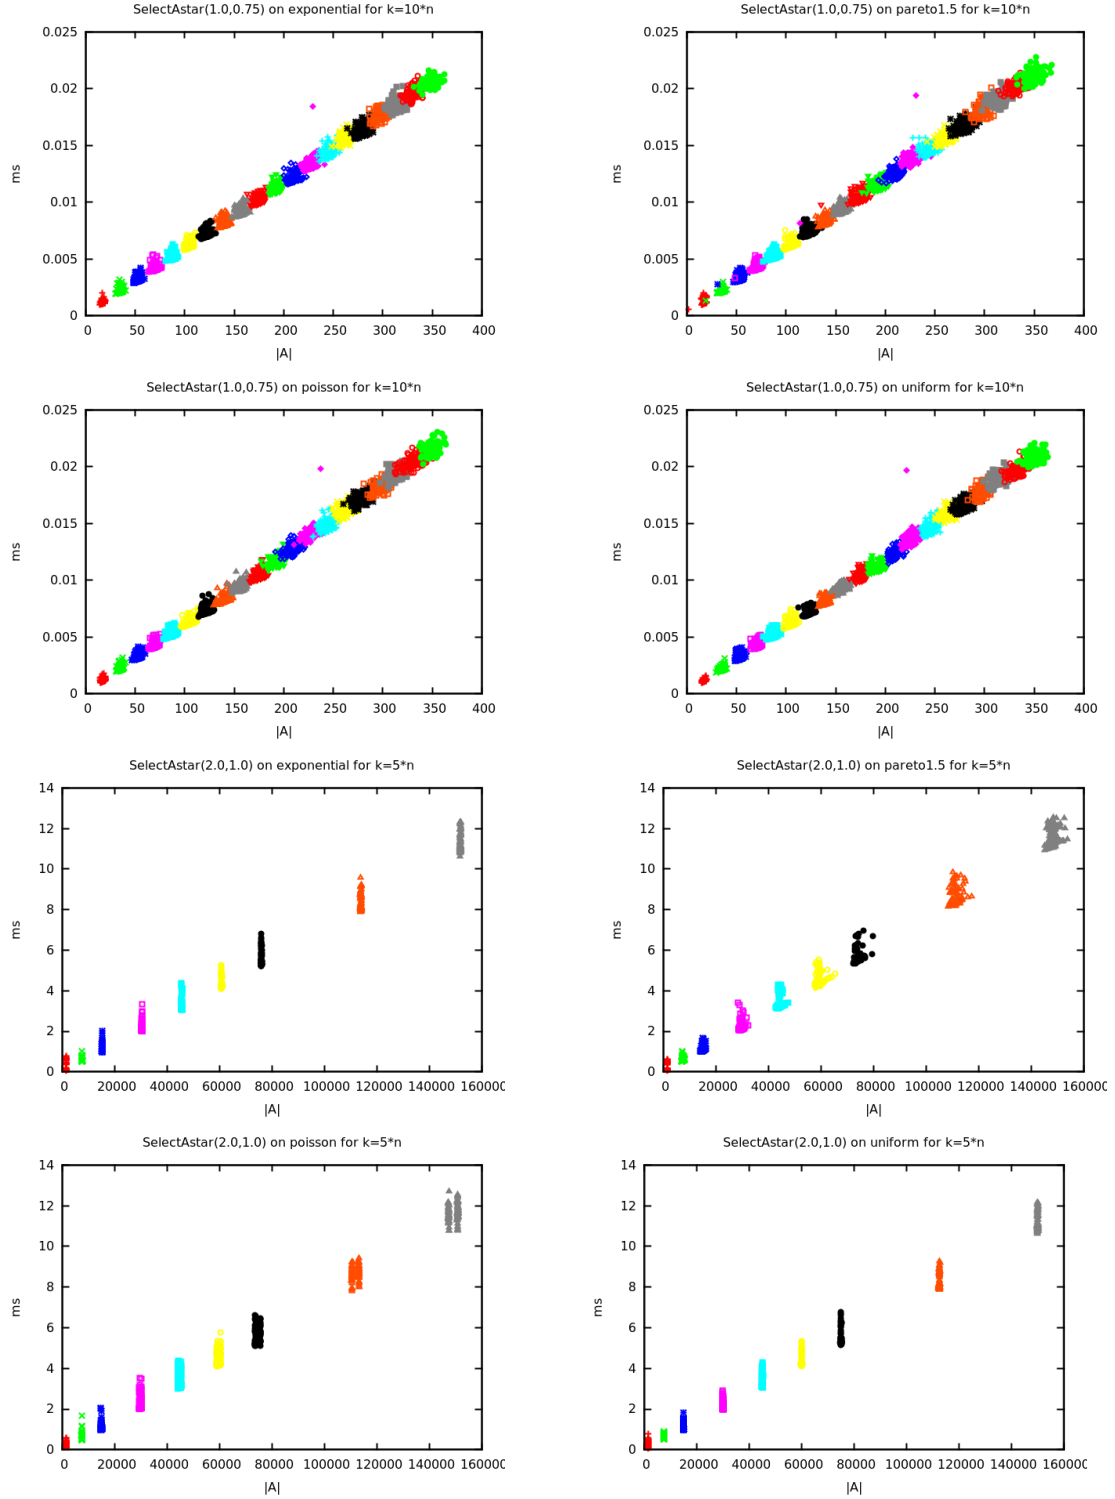 SelectAstar(1.0,0.75) on exponential for k=10*n
0.025
0.02
0.015
0.01
0.005
0
ms
0 50 100 150 200 250 300 350 400
|A|
SelectAstar(1.0,0.75) on pareto1.5 for k=10*n
0.025
0.02
0.015
0.01
0.005
0
ms
0 50 100 150 200 250 300 350 400
|A|
SelectAstar(1.0,0.75) on poisson for k=10*n
0.025
0.02
0.015
0.01
0.005
0
ms
0 50 100 150 200 250 300 350 400
|A|
SelectAstar(1.0,0.75) on uniform for k=10*n
0.025
0.02
0.015
0.01
0.005
0
ms
0 50 100 150 200 250 300 350 400
|A|
SelectAstar(2.0,1.0) on exponential for k=5*n
14
12
10
8
6
4
2
0
ms
0 20000 40000 60000 80000 100000 120000 140000 160000
|A|
SelectAstar(2.0,1.0) on pareto1.5 for k=5*n
14
12
10
8
6
4
2
0
ms
0 20000 40000 60000 80000 100000 120000 140000 160000
|A|
SelectAstar(2.0,1.0) on poisson for k=5*n
14
12
10
8
6
4
2
0
ms
0 20000 40000 60000 80000 100000 120000 140000 160000
|A|
SelectAstar(2.0,1.0) on uniform for k=5*n
14
12
10
8
6
4
2
0
ms
0 20000 40000 60000 80000 100000 120000 140000 160000
|A|